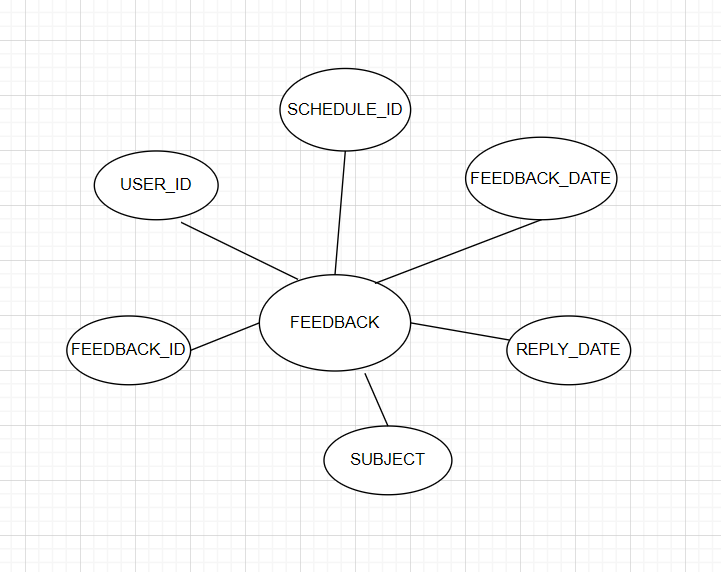 SCHEDULE_ID
FEEDBACK_DATE
USER_ID
FEEDBACK
FEEDBACK_ID
REPLY_DATE
SUBJECT